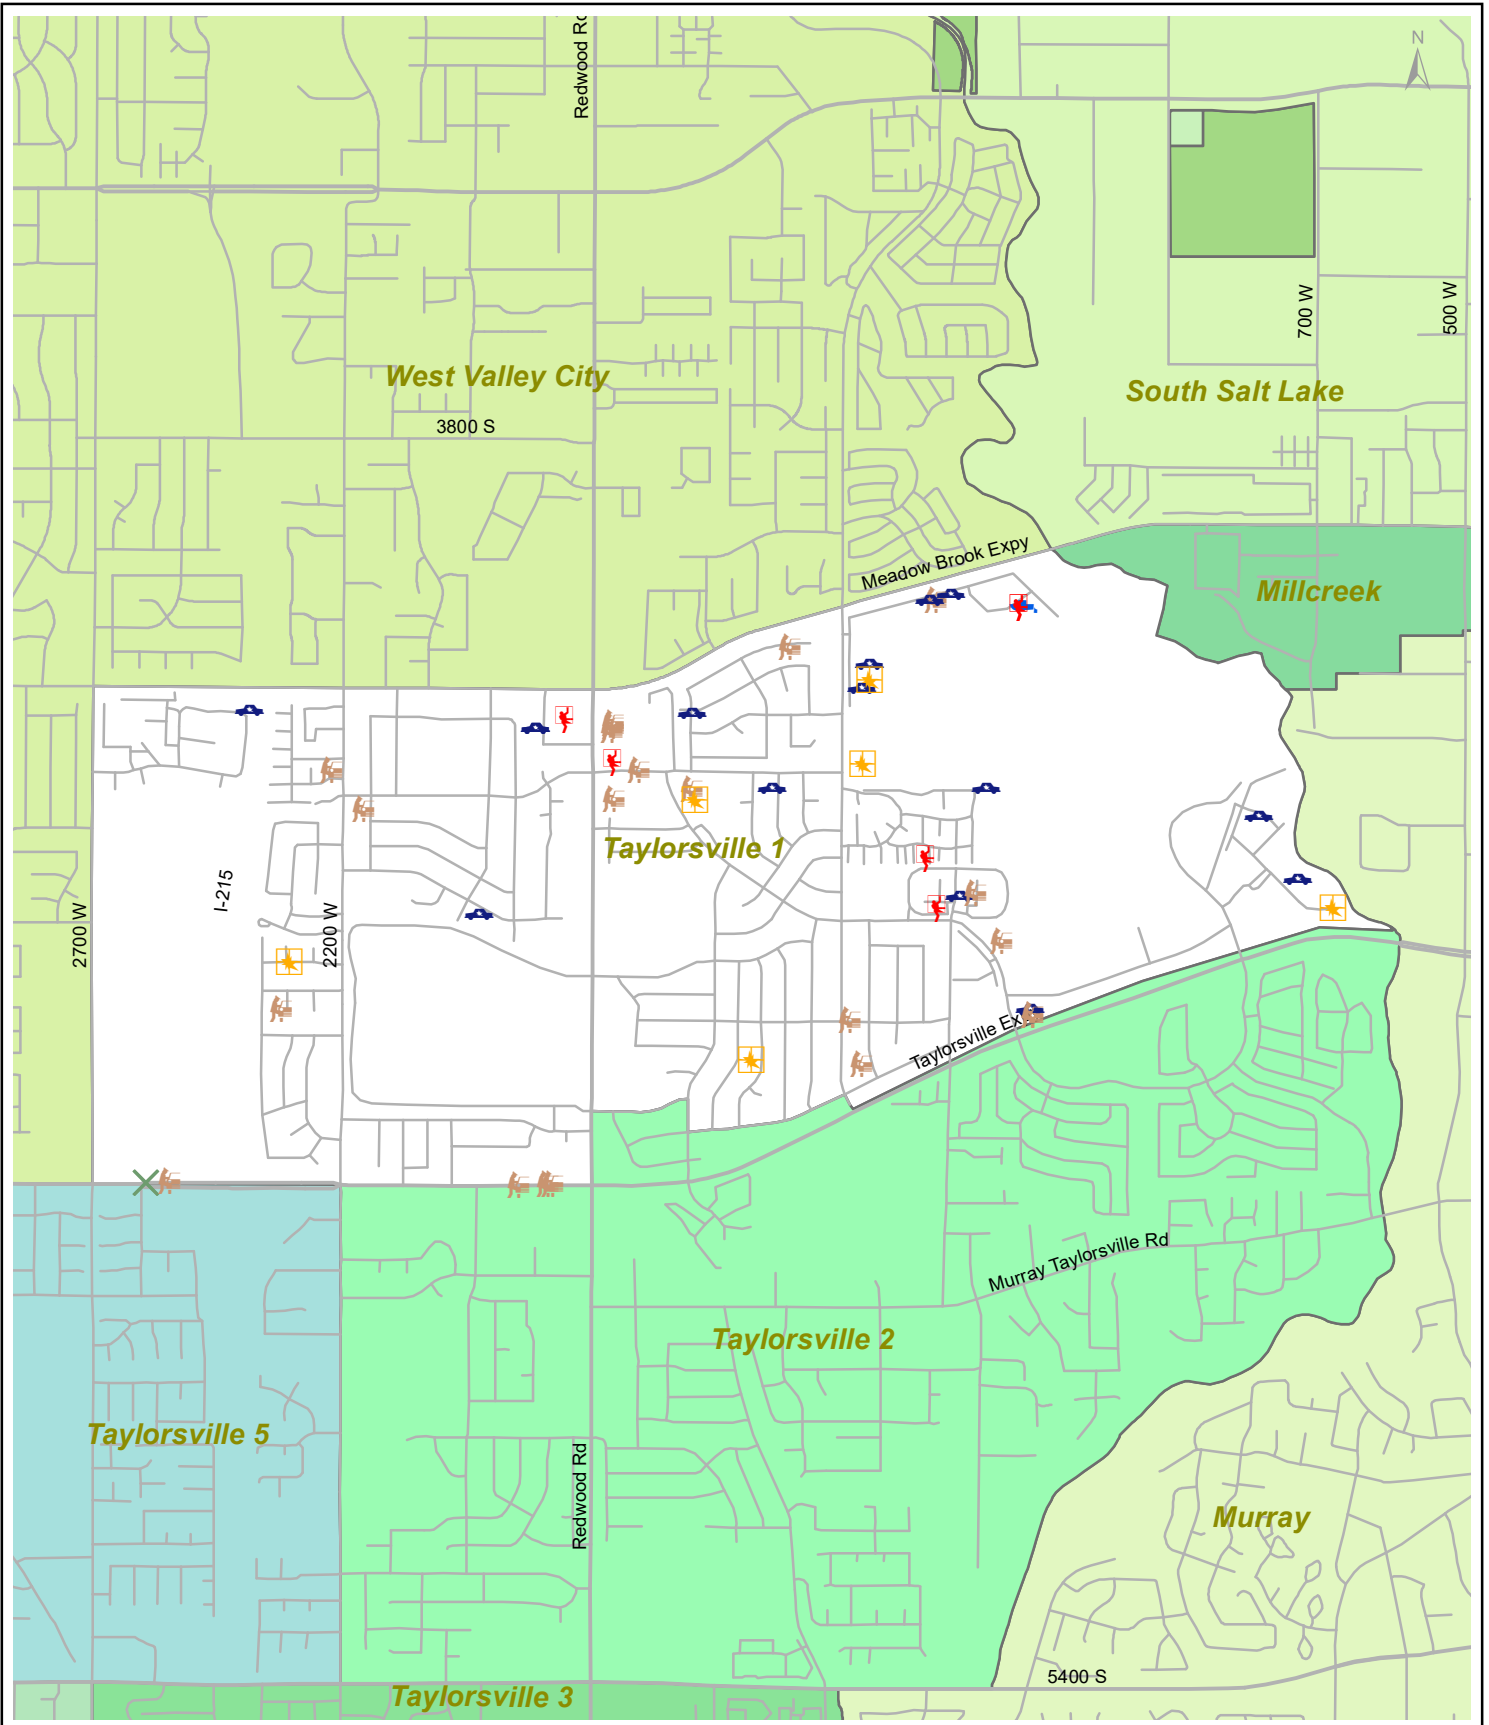 Redwood Rd
N
700 W
500 W
West Valley City
South Salt Lake
3800 S
Meadow Brook Expy
Millcreek
Taylorsville 1
I-215
2700 W
2200 W
Taylorsville Ex
Murray Taylorsville Rd
Taylorsville 2
Taylorsville 5
Redwood Rd
Murray
5400 S
Taylorsville 3